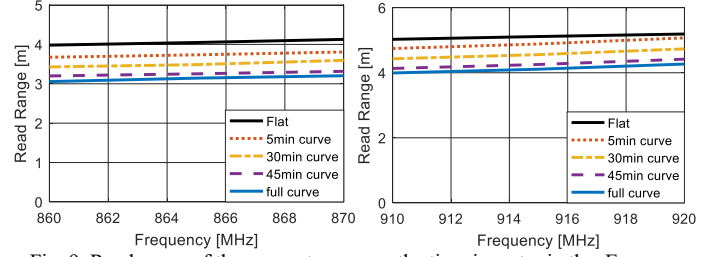 5
4
3
2
1
0
Read Range [m]
Flat
5min curve
30min curve
45min curve
full curve
860 862 864 866 868 870
Frequency [MHz]
6
4
2
0
Read Range [m]
Flat
5min curve
30min curve
45min curve
full curve
910 912 914 916 918 920
Frequency [MHz]